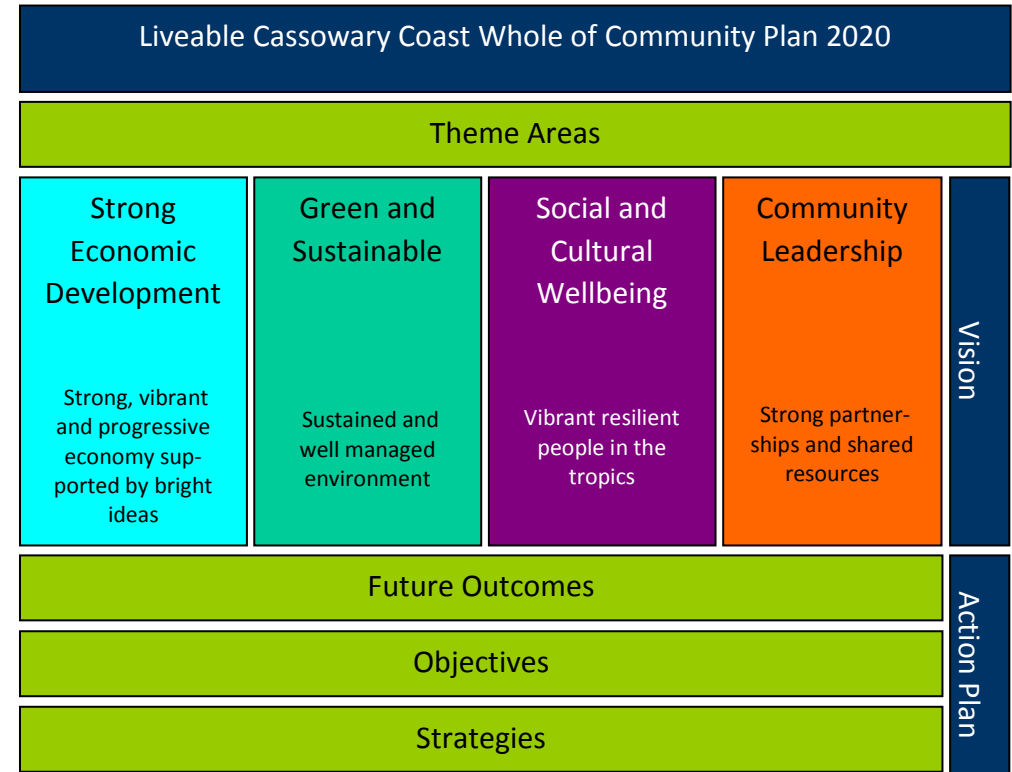 Liveable Cassowary Coast Whole of Community Plan 2020
Theme Areas
Strong
Economic
Development
Strong, vibrant
and progressive
economy sup-
ported by bright
ideas
Green and
Sustainable
Sustained and
well managed
environment
Social and
Cultural
Wellbeing
Vibrant resilient
people in the
tropics
Community
Leadership
Strong partner-
ships and shared
resources
Vision
Future Outcomes
Objectives
Strategies
Action Plan